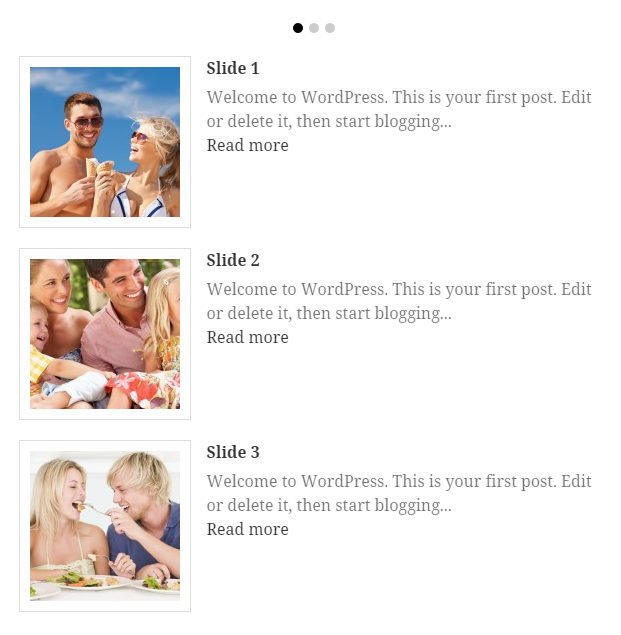 Slide 1
Welcome to WordPress. This is your first post. Edit
or delete it, then start blogging...
Read more
Slide 2
Welcome to WordPress. This is your first post. Edit
or delete it, then start blogging...
Read more
Slide 3
Welcome to WordPress. This is your first post. Edit
or delete it, then start blogging...
Read more